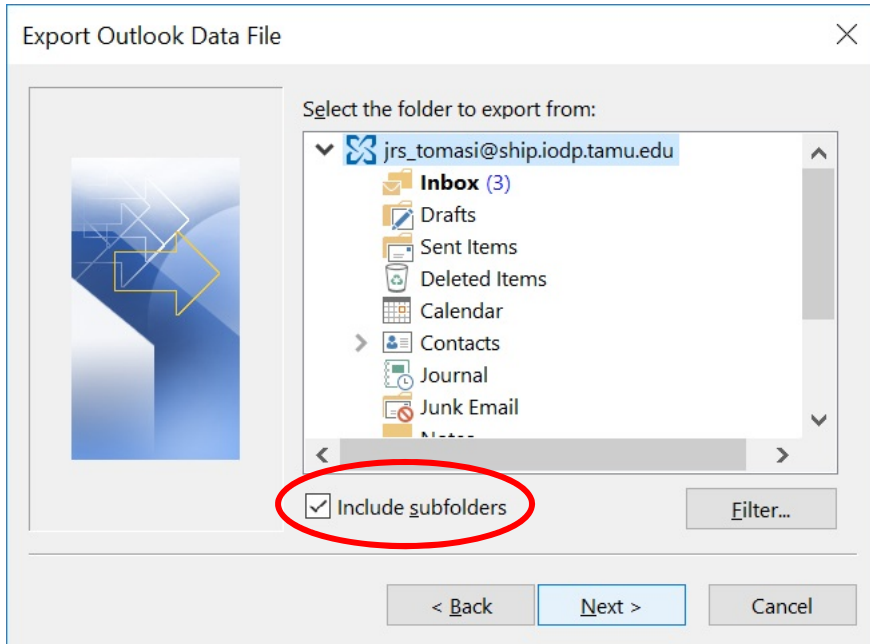 Export Outlook Data File
Select the folder to export from:
jrs_tomasi@ship.iodp.tamu.edu
Inbox (3)
Drafts
Sent Items
Deleted Items
Calendar
Contacts
Journal
Junk Email
Notes
Include subfolders
Filter...
< Back
Next >
Cancel